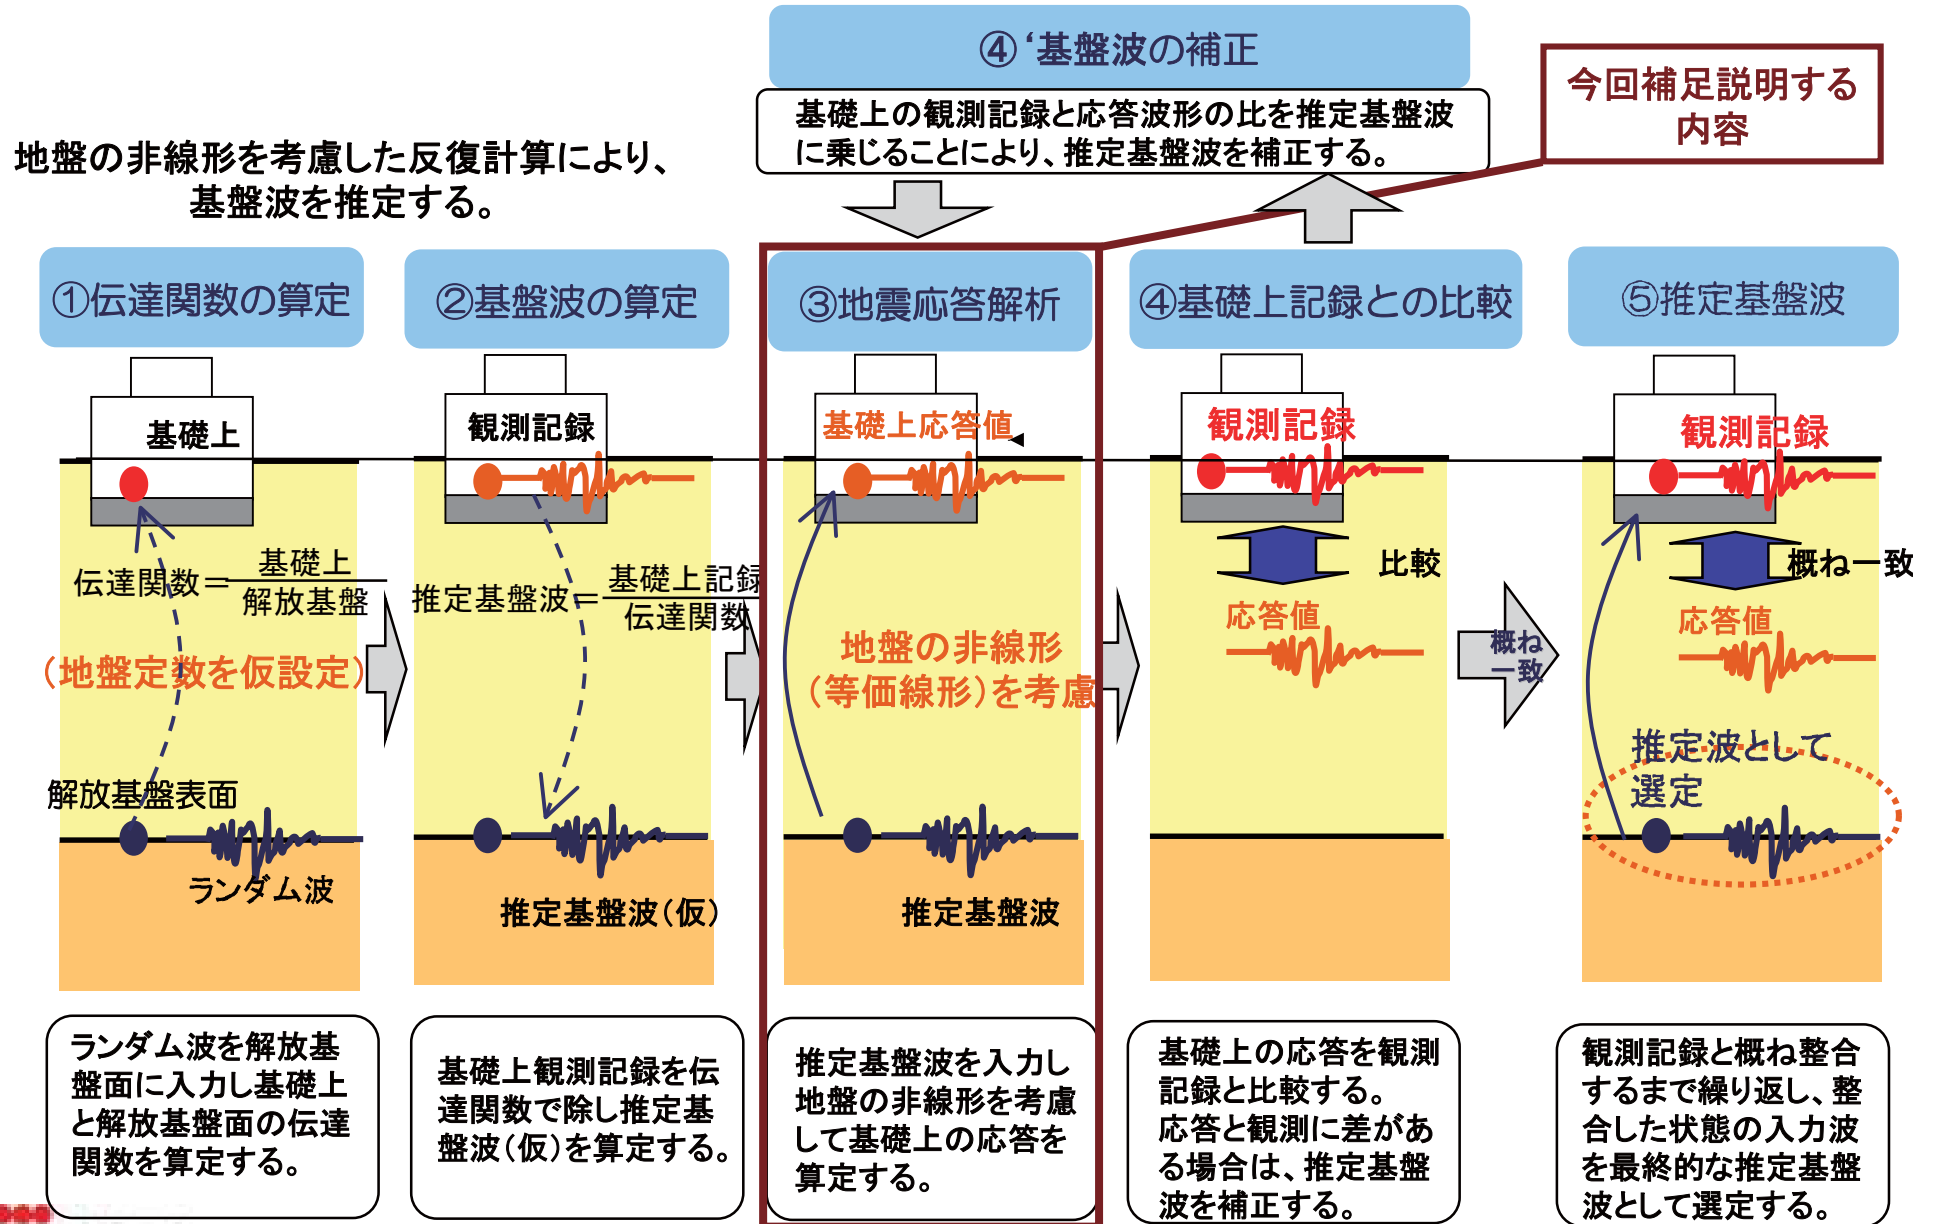 ④‘基盤波の補正
基礎上の観測記録と応答波形の比を推定基盤波
に乗じることにより、推定基盤波を補正する。
今回補足説明する
内容
地盤の非線形を考慮した反復計算により、
基盤波を推定する。
①伝達関数の算定
基礎上
伝達関数＝
基礎上
解放基盤
（地盤定数を仮設定）
解放基盤表面
ランダム波
ランダム波を解放基
盤面に入力し基礎上
と解放基盤面の伝達
関数を算定する。
②基盤波の算定
観測記録
推定基盤波＝
基礎上記録
伝達関数
推定基盤波（仮）
基礎上観測記録を伝
達関数で除し推定基
盤波（仮）を算定する。
③地震応答解析
基礎上応答値
地盤の非線形
（等価線形）を考慮
推定基盤波
推定基盤波を入力し
地盤の非線形を考慮
して基礎上の応答を
算定する。
④基礎上記録との比較
観測記録
比較
応答値
基礎上の応答を観測
記録と比較する。
応答と観測に差があ
る場合は、推定基盤
波を補正する。
概ね
一致
⑤推定基盤波
観測記録
概ね一致
応答値
推定波として
選定
観測記録と概ね整合
するまで繰り返し、整
合した状態の入力波
を最終的な推定基盤
波として選定する。